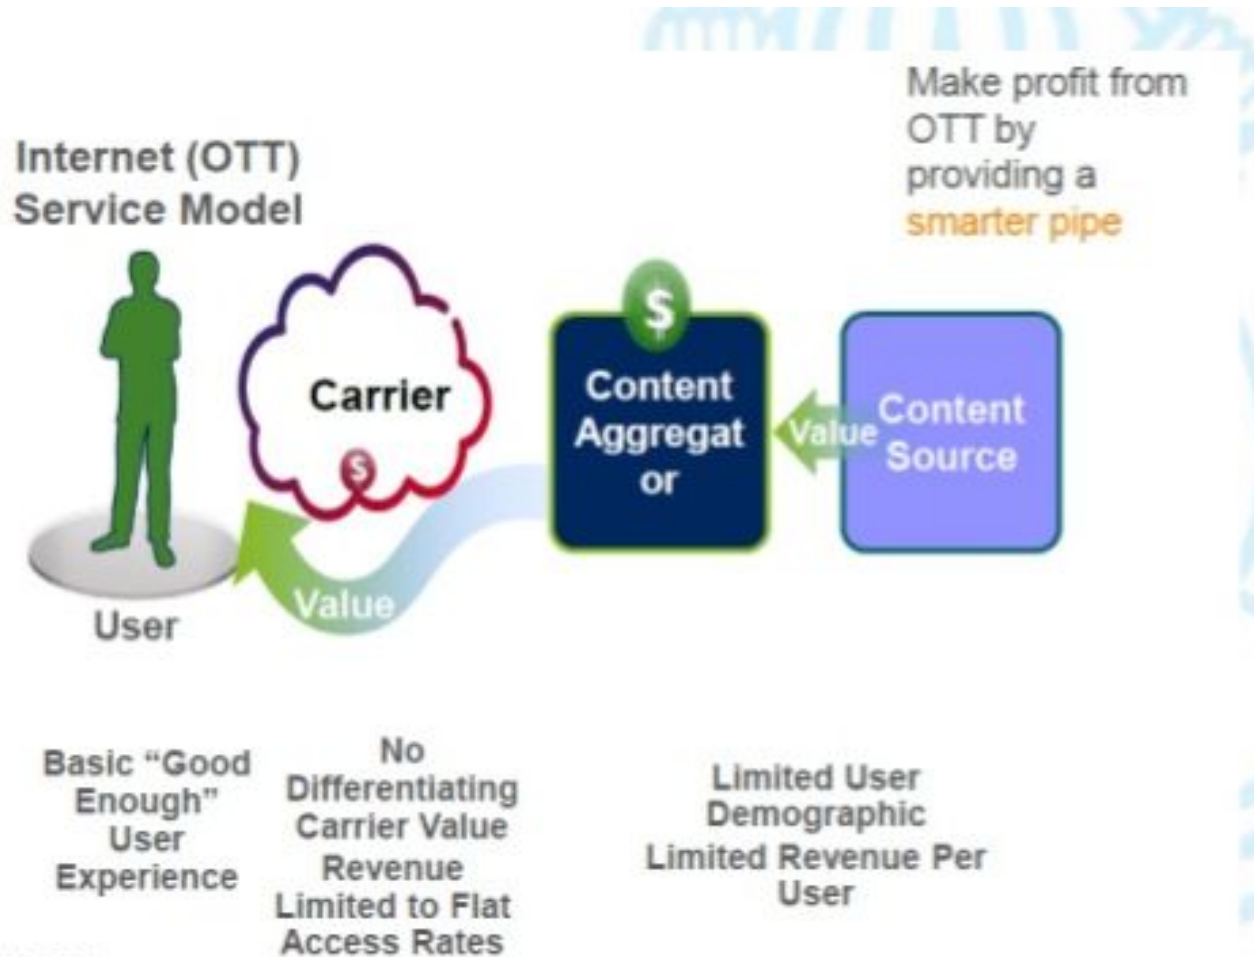 Make profit from
OTT by
providing a
smarter pipe
Internet (OTT)
Service Model
Carrier
$
$
Content
Aggregat
or
Value
Content
Source
Value
User
Basic “Good
Enough”
User
Experience
No
Differentiating
Carrier Value
Revenue
Limited to Flat
Access Rates
Limited User
Demographic
Limited Revenue Per
User